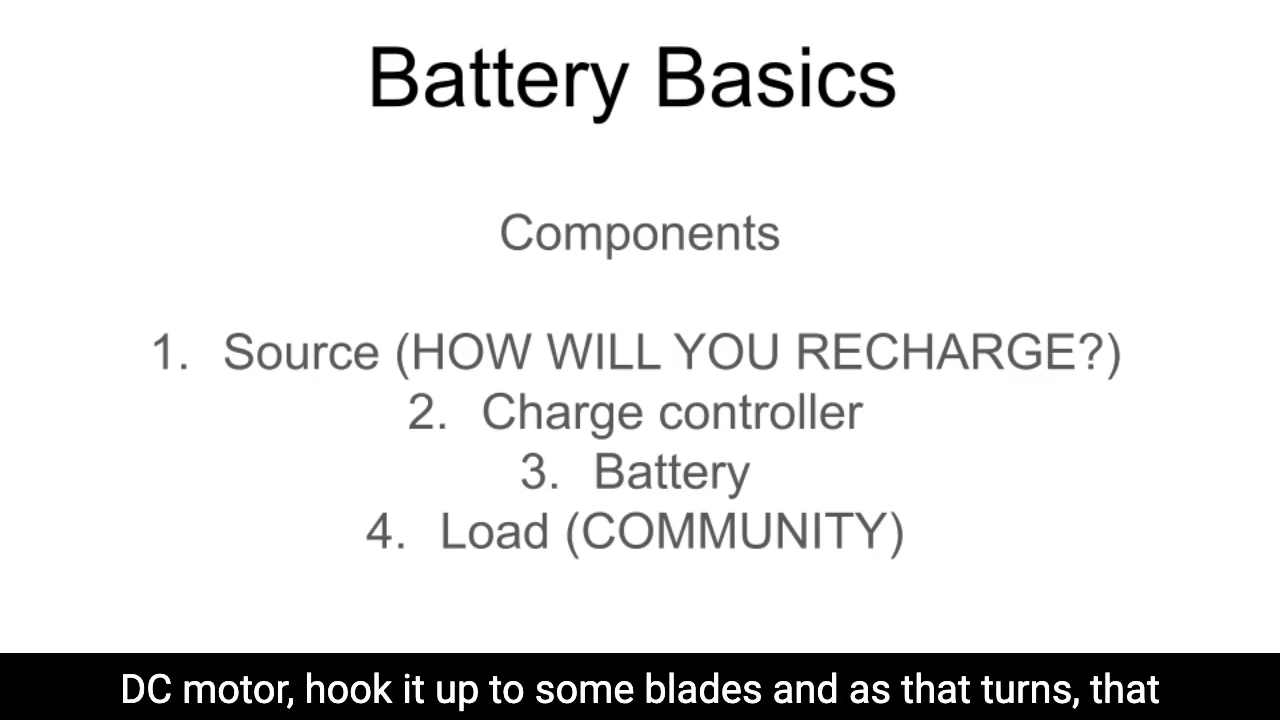 Battery Basics
Components
1. Source (HOW WILL YOU RECHARGE?)
2. Charge controller
3. Battery
4. Load (COMMUNITY)
DC motor, hook it up to some blades and as that turns, that